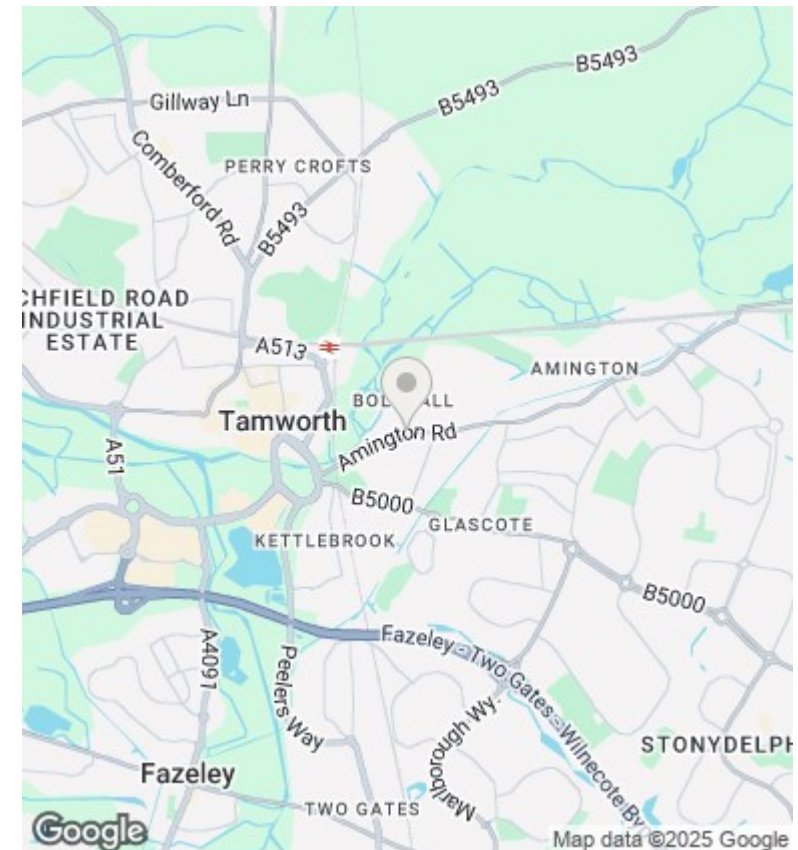 B5493
B5493
Gillway Ln
PERRY CROFTS
Comberford Rd
B5493
CHFIELD ROAD
INDUSTRIAL
ESTATE
A513
AMINGTON
BOL ALL
Tamworth
Amington Rd
A51
B5000
GLASCOTE
KETTLEBROOK
B5000
A4091
Fazeley - Two Gates - Wilnecote By
Peelers Way
Marlborough Wy.
STONYDELPH
Fazeley
TWO GATES
Google
Map data ©2025 Google